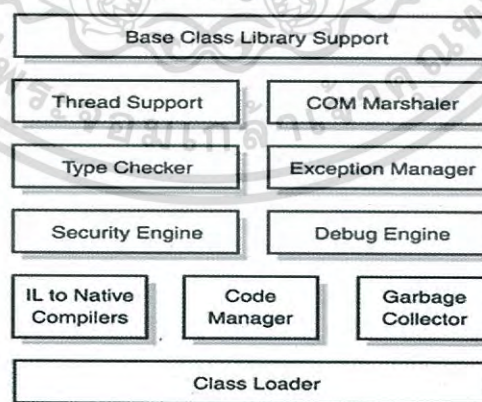 Base Class Library Support
Thread Support
COM Marshaler
Type Checker
Exception Manager
Security Engine
Debug Engine
IL to Native
Compilers
Code
Manager
Garbage
Collector
Class Loader